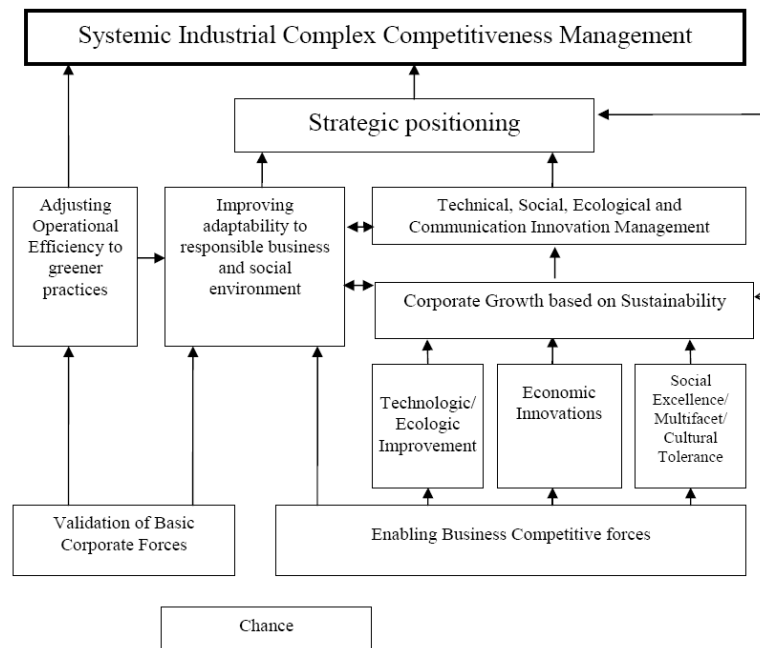 Systemic Industrial Complex Competitiveness Management
Strategic positioning
Adjusting
Operational
Efficiency to
greener
practices
Improving
adaptability to
responsible business
and social
environment
Technical, Social, Ecological and
Communication Innovation Management
Corporate Growth based on Sustainability
Technologic/
Ecologic
Improvement
Economic
Innovations
Social
Excellence/
Multifacet/
Cultural
Tolerance
Validation of Basic
Corporate Forces
Enabling Business Competitive forces
Chance